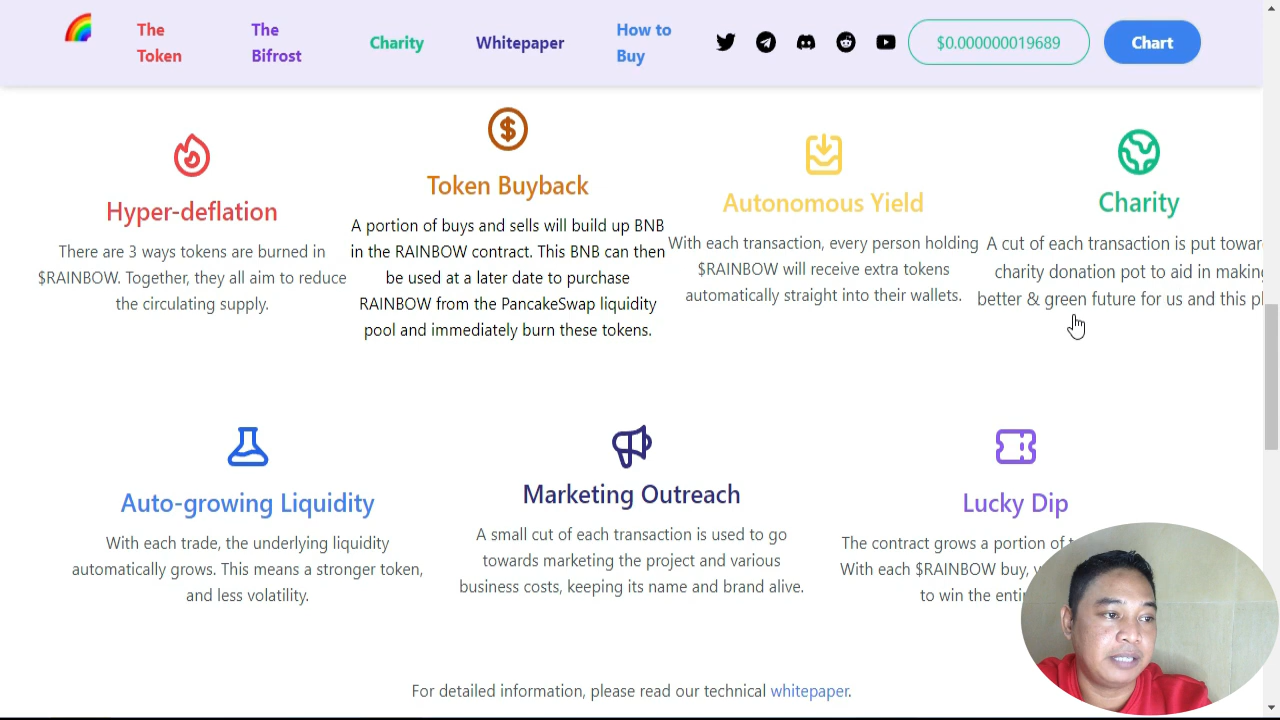 The
Token
The
Bifrost
Charity
Whitepaper
How to
Buy
$0.000000019689
Chart
Hyper-deflation
There are 3 ways tokens are burned in
$RAINBOW. Together, they all aim to reduce
the circulating supply.
Token Buyback
A portion of buys and sells will build up BNB
in the RAINBOW contract. This BNB can then
be used at a later date to purchase
RAINBOW from the PancakeSwap liquidity
pool and immediately burn these tokens.
Autonomous Yield
With each transaction, every person holding
$RAINBOW will receive extra tokens
automatically straight into their wallets.
Charity
A cut of each transaction is put
charity donation pot to aid in
better & green future for us and this
Auto-growing Liquidity
With each trade, the underlying liquidity
automatically grows. This means a stronger token,
and less volatility.
Marketing Outreach
A small cut of each transaction is used to go
towards marketing the project and various
business costs, keeping its name and brand alive.
Lucky Dip
The contract grows a portion of
With each $RAINBOW buy,
to win the
For detailed information, please read our technical whitepaper.